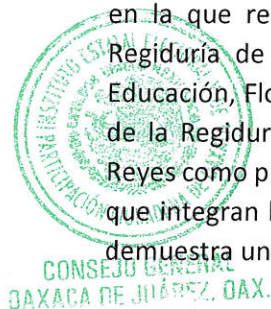 en la que re
Regiduría de
Educación, Flo
de la Regidur
Reyes como p
que integran l
demuestra un
CONSEJO GENERAL
OAXACA DE JUÁREZ, OAX.